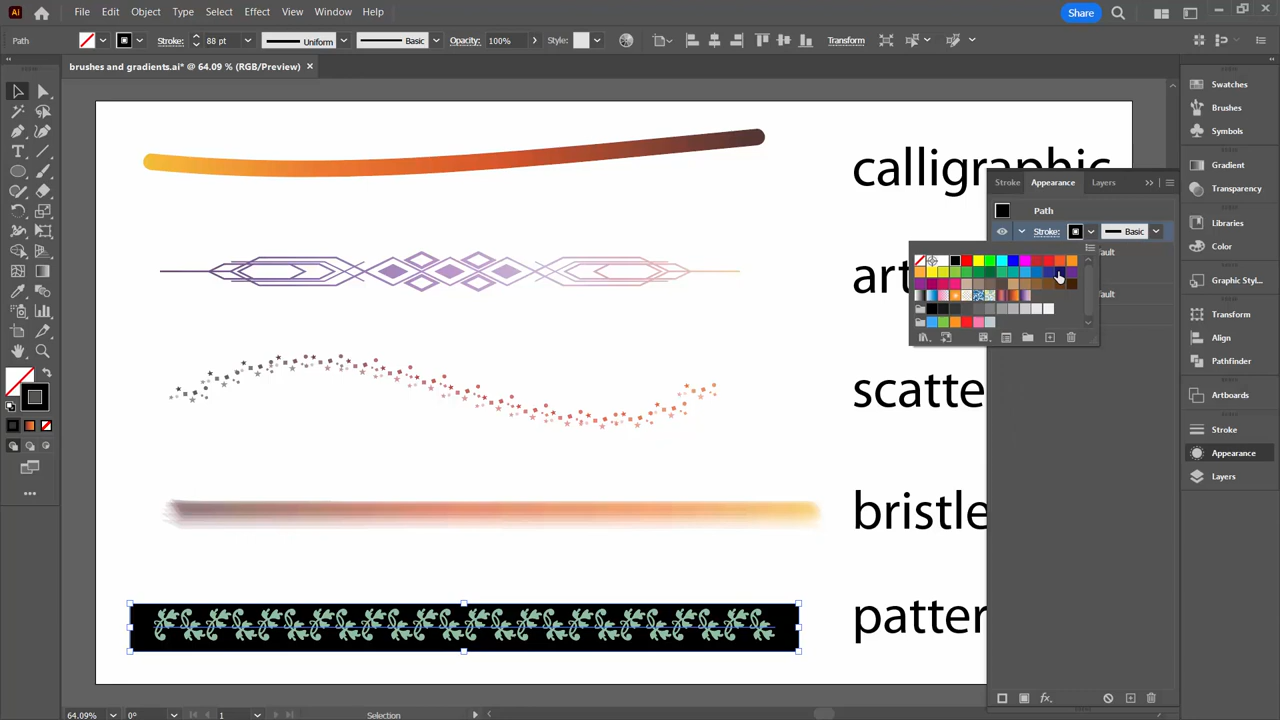 File Edit Object Type Select Effect View Window Help
Share
Path Stroke: 88 pt Uniform Basic Opacity: 100% Style: Transform
brushes and gradients.ai* @ 64.09 % (RGB/Preview)
Swatches
Brushes
Symbols
Gradient
Transparency
Libraries
Color
Graphic Styl...
Transform
Align
Pathfinder
Artboards
Stroke
Appearance
Layers
Stroke Appearance Layers
Path
Stroke: Basic
calligraphic
art
scatte
bristle
patter
64.09% 0° 1 Selection